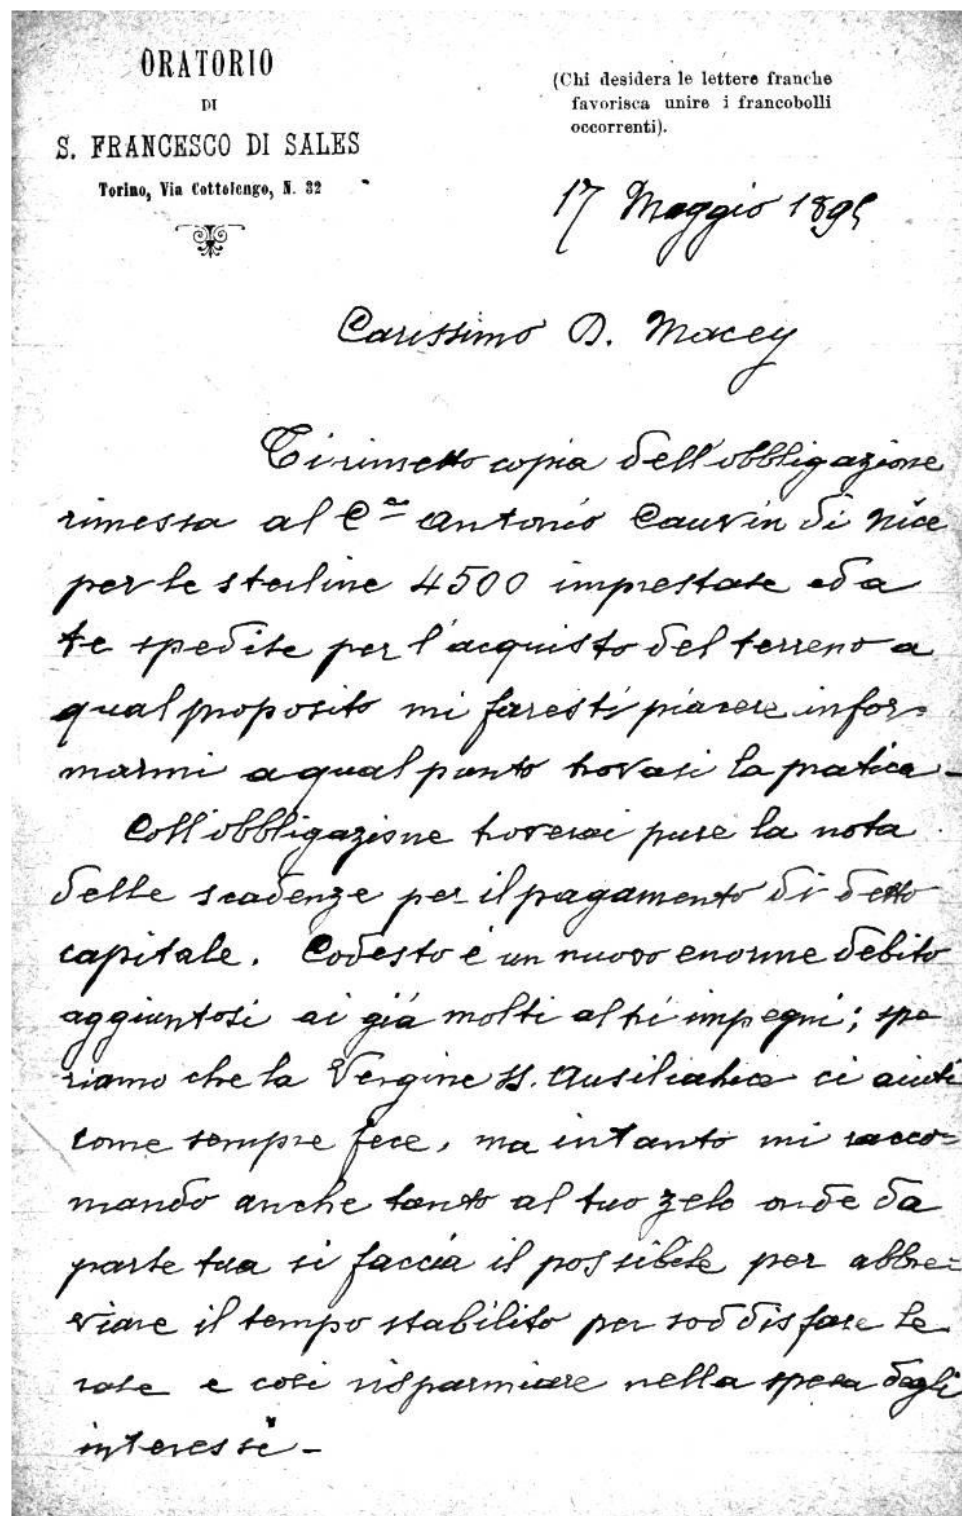 ORATORIO
DI
S. FRANCESCO DI SALES
Torino, Via Cottolengo, N. 32
(Chi desidera le lettere franche
favorisca unire i francobolli
occorrenti).
17 Maggio 1895
Carissimo D. Macey
Ti rimetto copia dell'obbligazione
rimessa al Cᵉ Antonio Cauvin di Nice
per le sterline 4500 imprestate e da
te spedite per l'acquisto del terreno a
qual proposito mi faresti piacere infor=
marmi a qual punto trovasi la pratica -
Coll'obbligazione troverai pure la nota
delle scadenze per il pagamento di detto
capitale. Codesto è un nuovo enorme debito
aggiuntosi ai già molti altri impegni; spe
riamo che la Vergine SS. Ausiliatrice ci aiuti
come sempre fece, ma intanto mi racco=
mando anche tanto al tuo zelo onde da
parte tua si faccia il possibile per abbre=
viare il tempo stabilito per soddisfare le
rate e così risparmiare nella spesa degli
interessi -